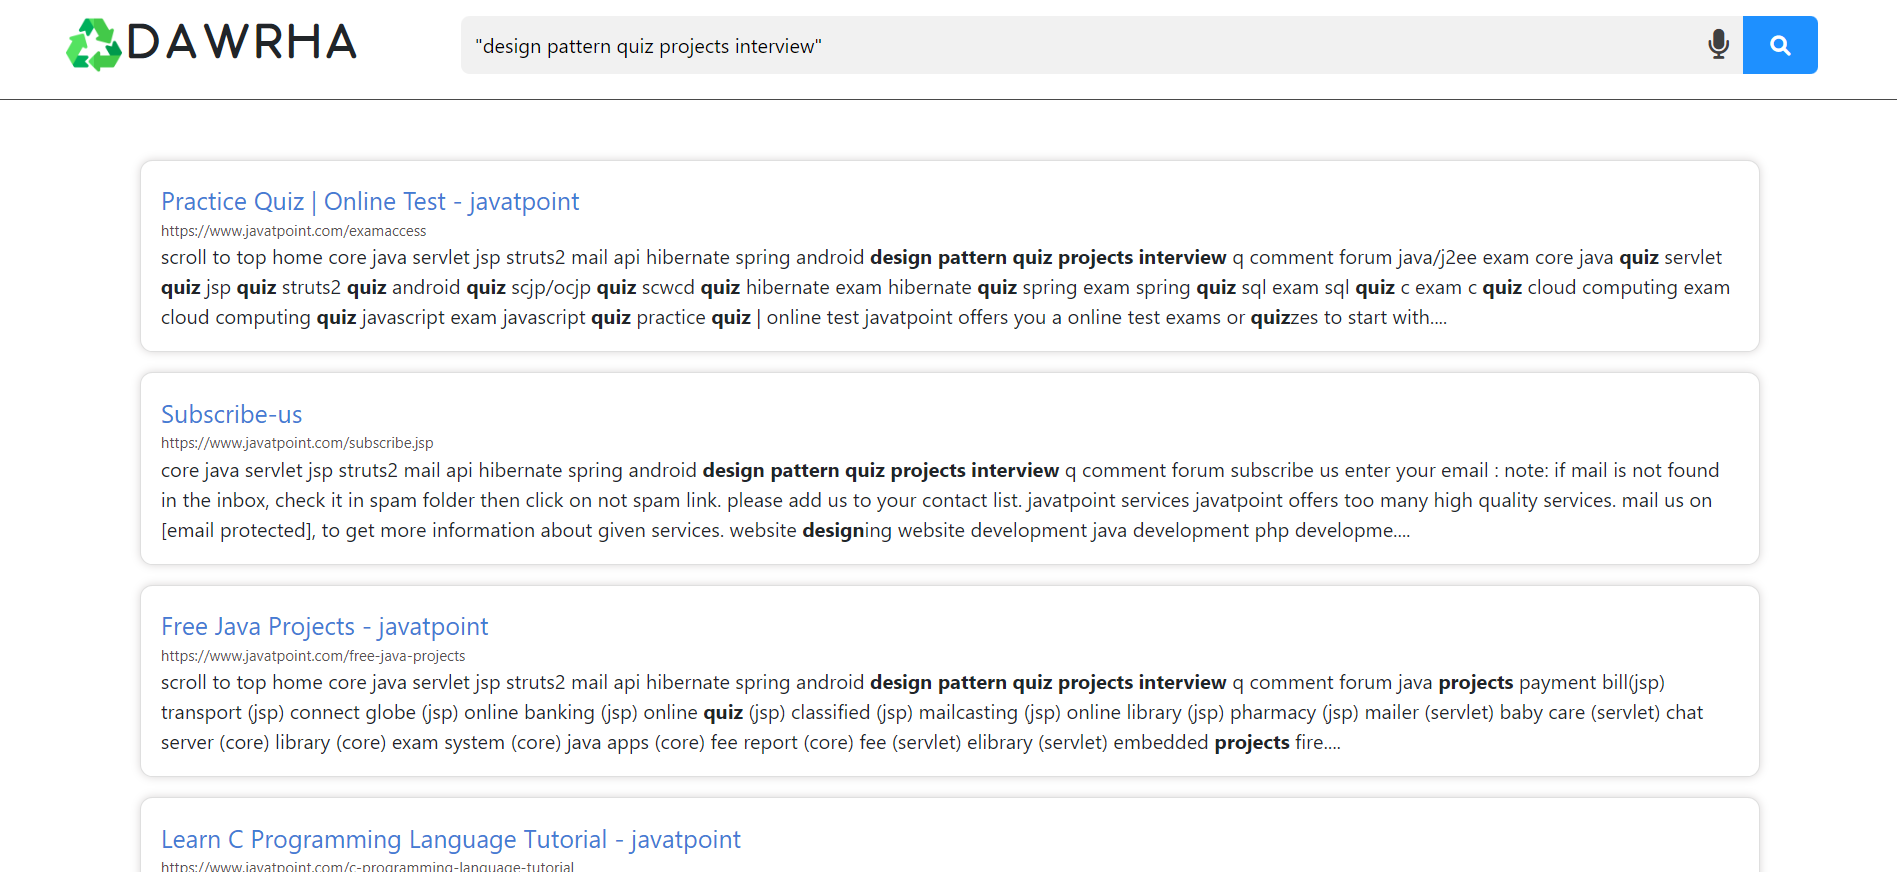 DAWRHA
"design pattern quiz projects interview"
Practice Quiz | Online Test - javatpoint
https://www.javatpoint.com/examaccess
scroll to top home core java servlet jsp struts2 mail api hibernate spring android design pattern quiz projects interview q comment forum java/j2ee exam core java quiz servlet
quiz jsp quiz struts2 quiz android quiz scjp/ocjp quiz scwcd quiz hibernate exam hibernate quiz spring exam spring quiz sql exam sql quiz c exam c quiz cloud computing exam
cloud computing quiz javascript exam javascript quiz practice quiz | online test javatpoint offers you a online test exams or quizzes to start with....
Subscribe-us
https://www.javatpoint.com/subscribe.jsp
core java servlet jsp struts2 mail api hibernate spring android design pattern quiz projects interview q comment forum subscribe us enter your email : note: if mail is not found
in the inbox, check it in spam folder then click on not spam link. please add us to your contact list. javatpoint services javatpoint offers too many high quality services. mail us on
[email protected], to get more information about given services. website designing website development java development php developme....
Free Java Projects - javatpoint
https://www.javatpoint.com/free-java-projects
scroll to top home core java servlet jsp struts2 mail api hibernate spring android design pattern quiz projects interview q comment forum java projects payment bill(jsp)
transport (jsp) connect globe (jsp) online banking (jsp) online quiz (jsp) classified (jsp) mailcasting (jsp) online library (jsp) pharmacy (jsp) mailer (servlet) baby care (servlet) chat
server (core) library (core) exam system (core) java apps (core) fee report (core) fee (servlet) elibrary (servlet) embedded projects fire....
Learn C Programming Language Tutorial - javatpoint
https://www.javatpoint.com/c-programming-language-tutorial